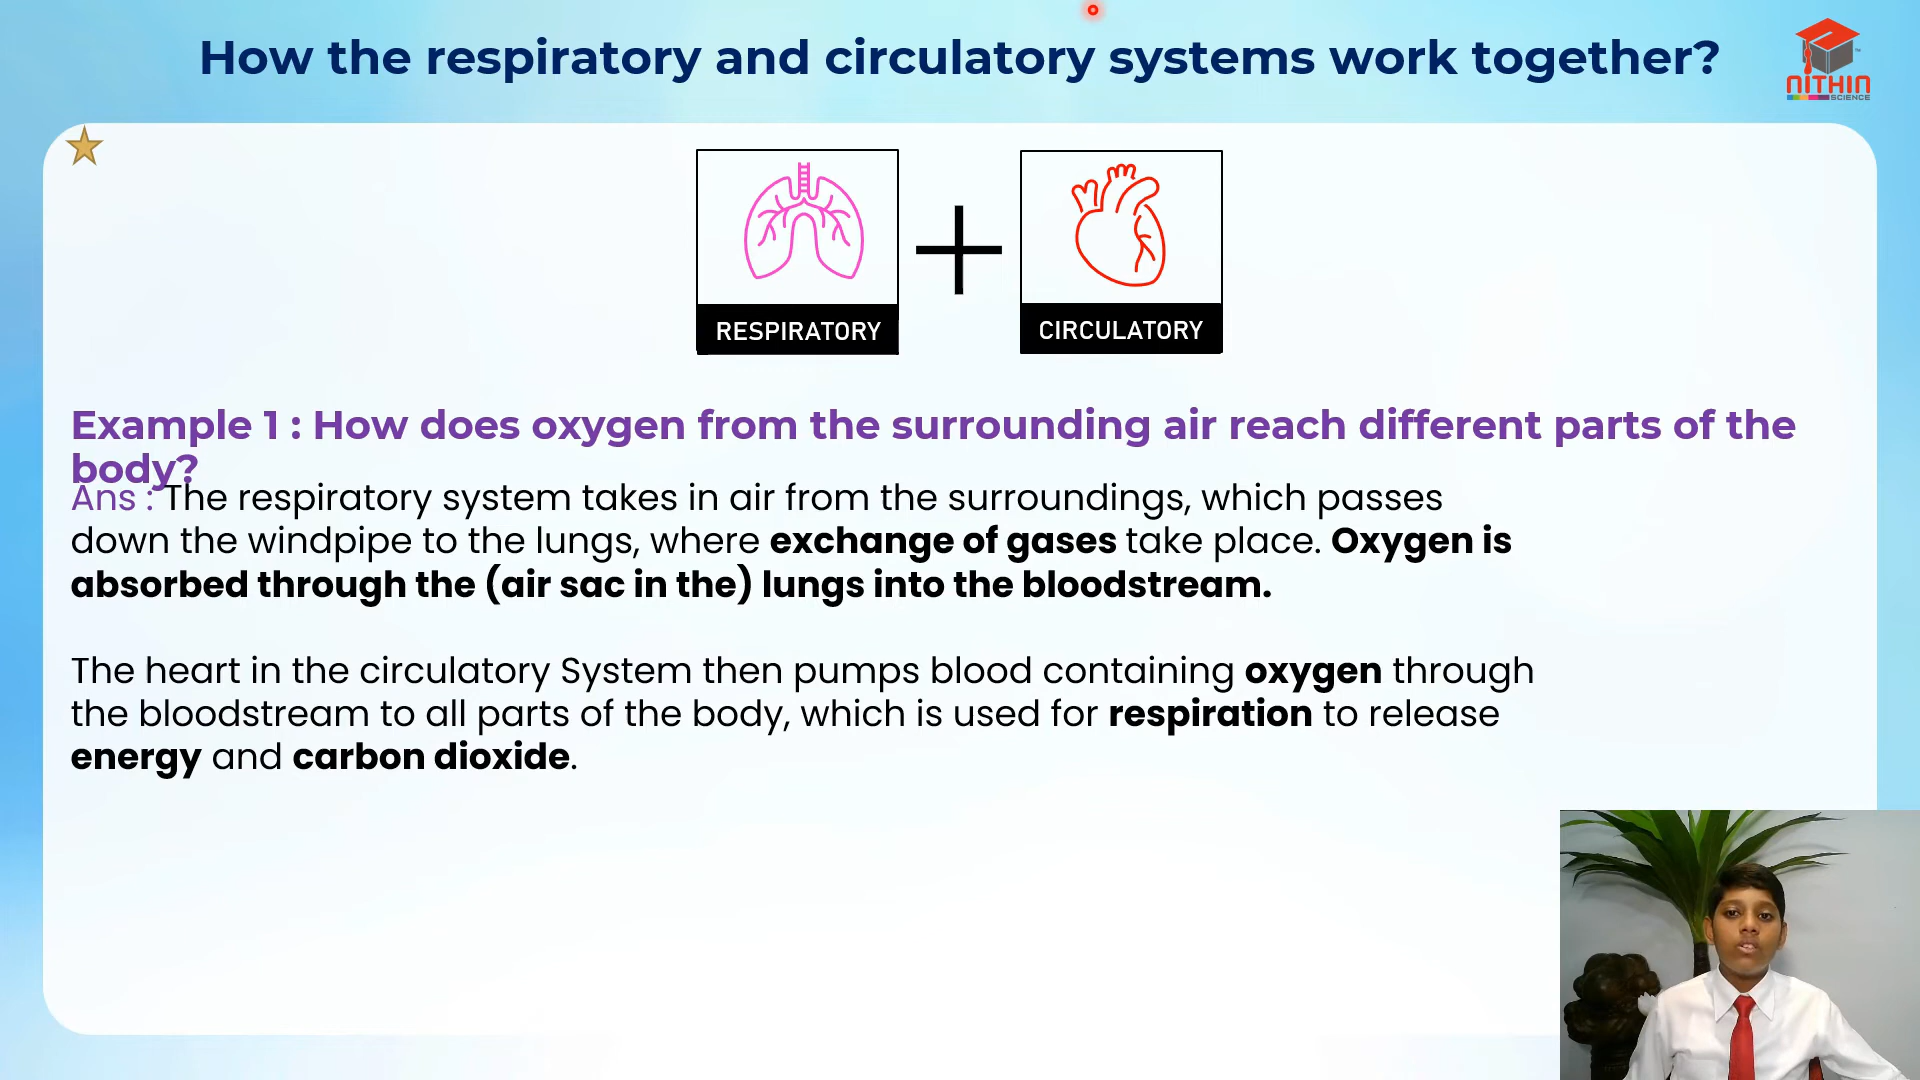 How the respiratory and circulatory systems work together?
NITHIN
SCIENCE
RESPIRATORY
CIRCULATORY
Example 1 : How does oxygen from the surrounding air reach different parts of the
body?
Ans : The respiratory system takes in air from the surroundings, which passes
down the windpipe to the lungs, where exchange of gases take place. Oxygen is
absorbed through the (air sac in the) lungs into the bloodstream.
The heart in the circulatory System then pumps blood containing oxygen through
the bloodstream to all parts of the body, which is used for respiration to release
energy and carbon dioxide.